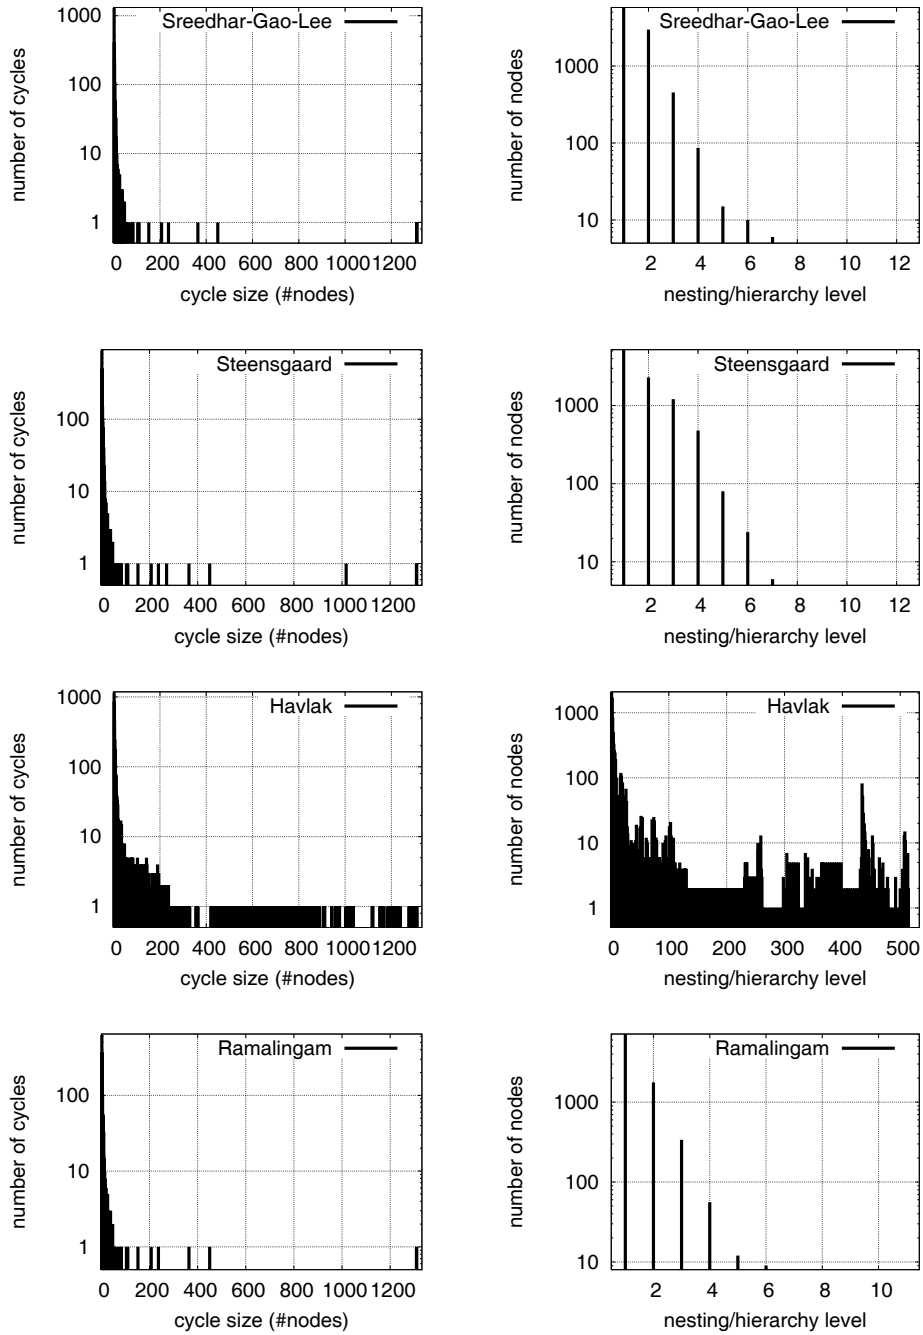 Sreedhar-Gao-Lee
number of cycles
1000
100
10
1
0 200 400 600 800 1000 1200
cycle size (#nodes)
Sreedhar-Gao-Lee
number of nodes
1000
100
10
2 4 6 8 10 12
nesting/hierarchy level
Steensgaard
number of cycles
100
10
1
0 200 400 600 800 1000 1200
cycle size (#nodes)
Steensgaard
number of nodes
1000
100
10
2 4 6 8 10 12
nesting/hierarchy level
Havlak
number of cycles
1000
100
10
1
0 200 400 600 800 1000 1200
cycle size (#nodes)
Havlak
number of nodes
1000
100
10
1
0 100 200 300 400 500
nesting/hierarchy level
Ramalingam
number of cycles
100
10
1
0 200 400 600 800 1000 1200
cycle size (#nodes)
Ramalingam
number of nodes
1000
100
10
2 4 6 8 10
nesting/hierarchy level